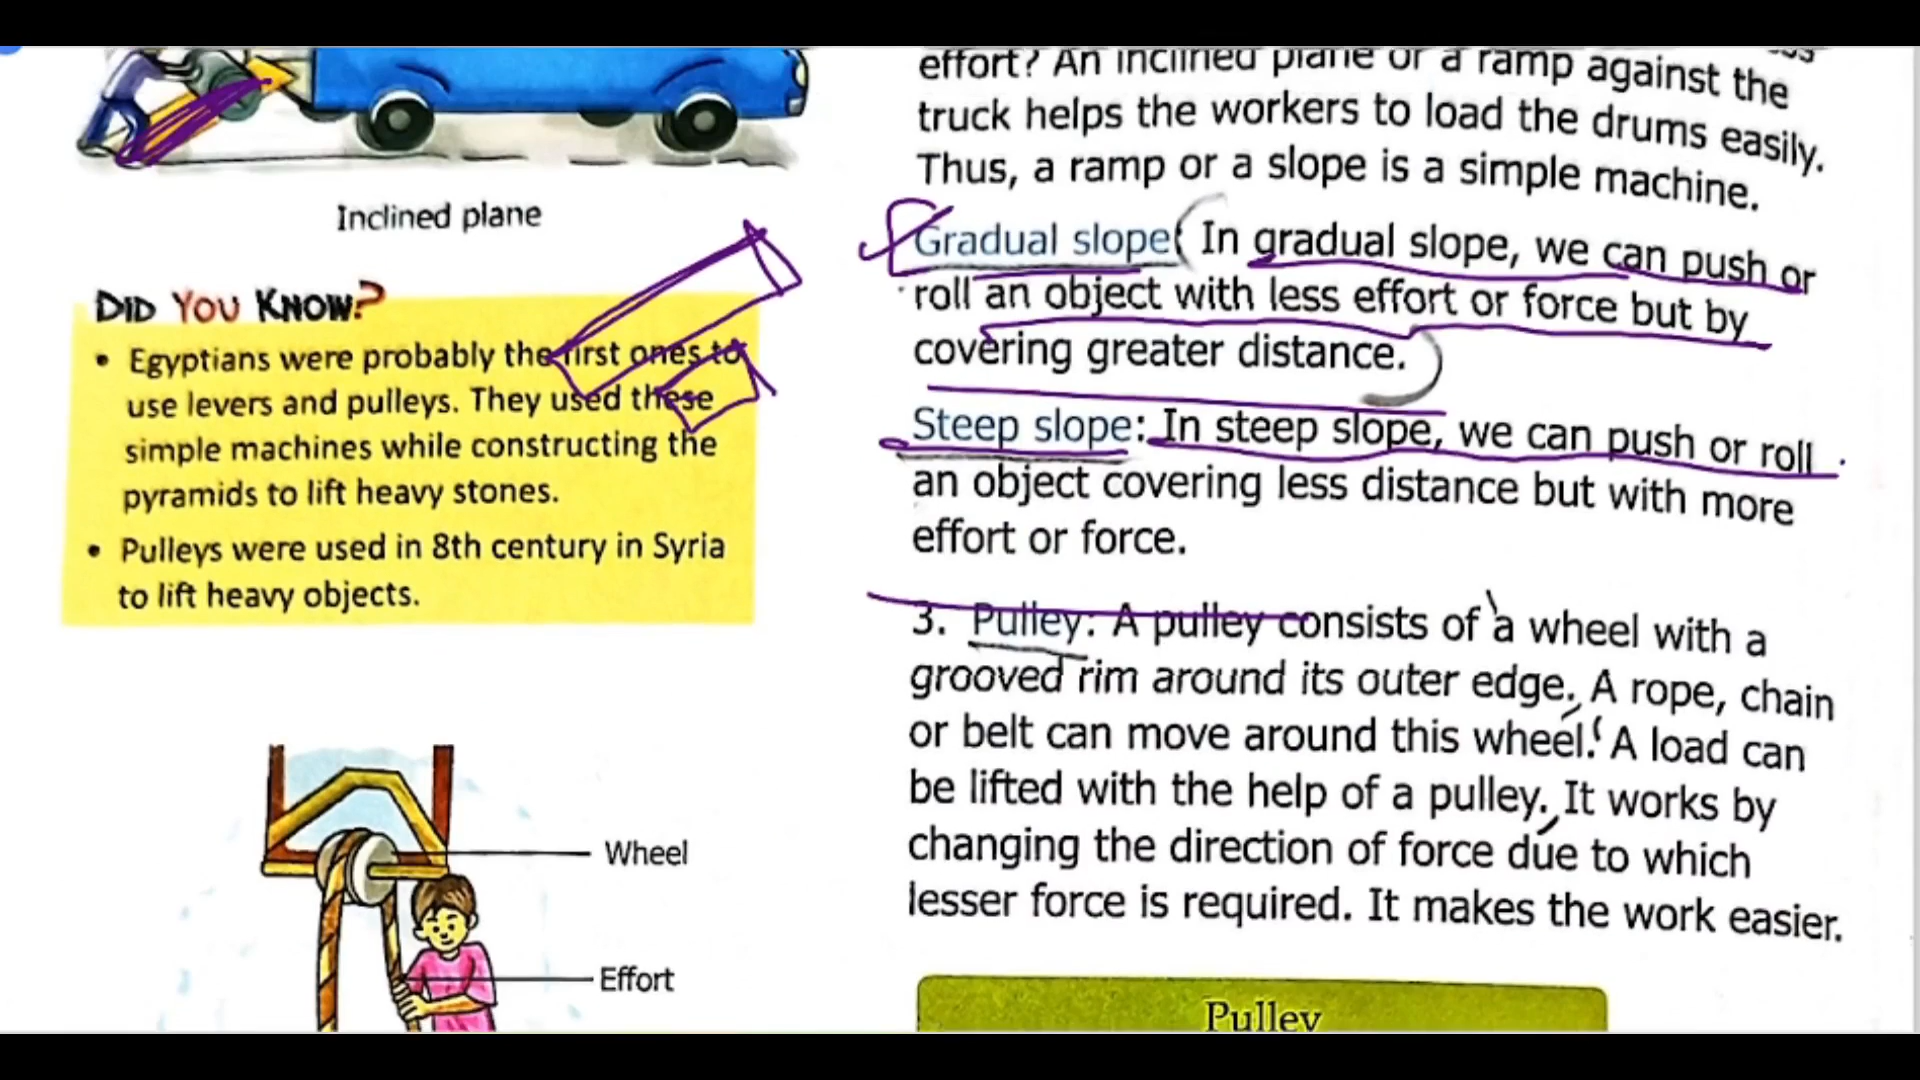 Inclined plane
DID YOU KNOW?
• Egyptians were probably the first ones to
use levers and pulleys. They used these
simple machines while constructing the
pyramids to lift heavy stones.
• Pulleys were used in 8th century in Syria
to lift heavy objects.
Wheel
Effort
effort? An inclined plane or a ramp against the
truck helps the workers to load the drums easily.
Thus, a ramp or a slope is a simple machine.
Gradual slope: In gradual slope, we can push or
roll an object with less effort or force but by
covering greater distance.
Steep slope: In steep slope, we can push or roll
an object covering less distance but with more
effort or force.
3. Pulley: A pulley consists of a wheel with a
grooved rim around its outer edge. A rope, chain
or belt can move around this wheel. A load can
be lifted with the help of a pulley. It works by
changing the direction of force due to which
lesser force is required. It makes the work easier.
Pulley